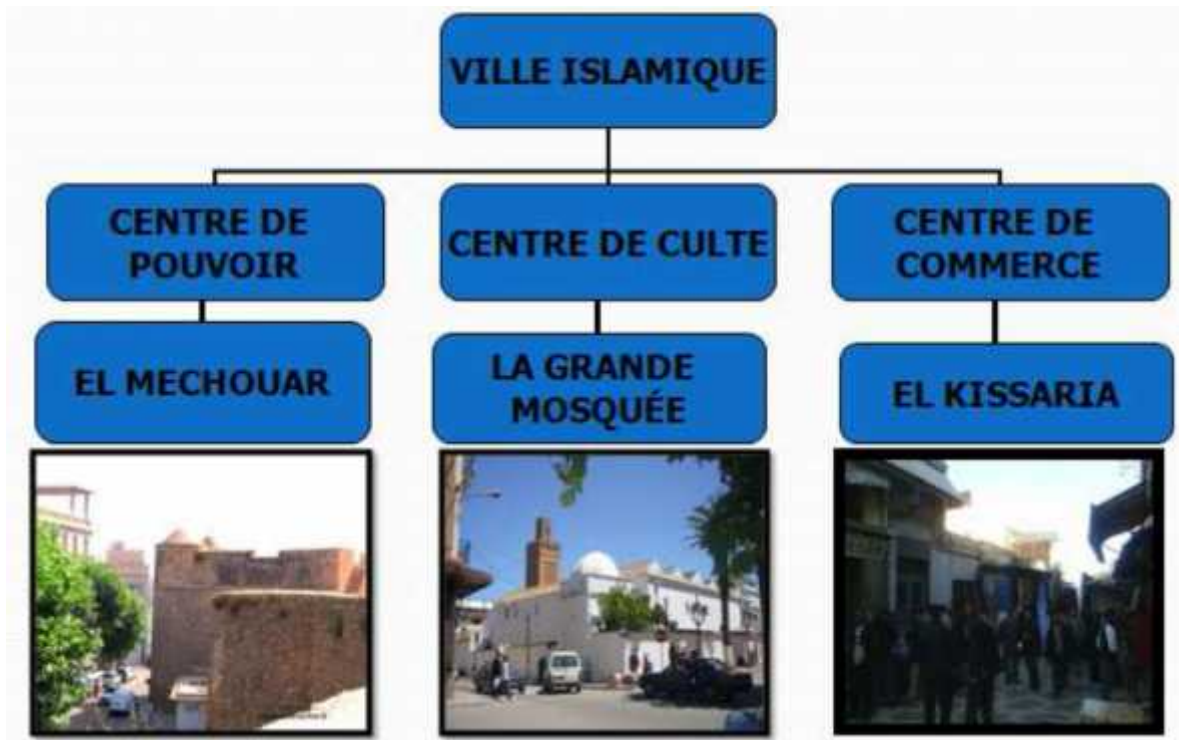 VILLE ISLAMIQUE
CENTRE DE
POUVOIR
CENTRE DE CULTE
CENTRE DE
COMMERCE
EL MECHOUAR
LA GRANDE
MOSQUÉE
EL KISSARIA